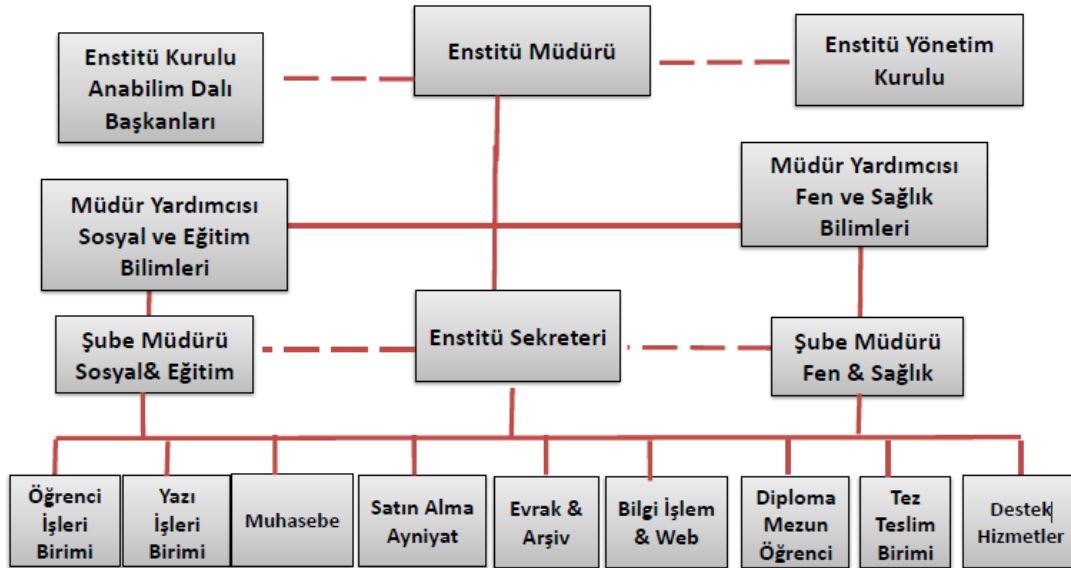 Enstitü Kurulu
Anabilim Dalı
Başkanları
Enstitü Müdürü
Enstitü Yönetim
Kurulu
Müdür Yardımcısı
Sosyal ve Eğitim
Bilimleri
Müdür Yardımcısı
Fen ve Sağlık
Bilimleri
Şube Müdürü
Sosyal& Eğitim
Enstitü Sekreteri
Şube Müdürü
Fen & Sağlık
Öğrenci
İşleri
Birimi
Yazı
İşleri
Birimi
Muhasebe
Satın Alma
Ayniyat
Evrak &
Arşiv
Bilgi İşlem
& Web
Diploma
Mezun
Öğrenci
Tez
Teslim
Birimi
Destek
Hizmetler